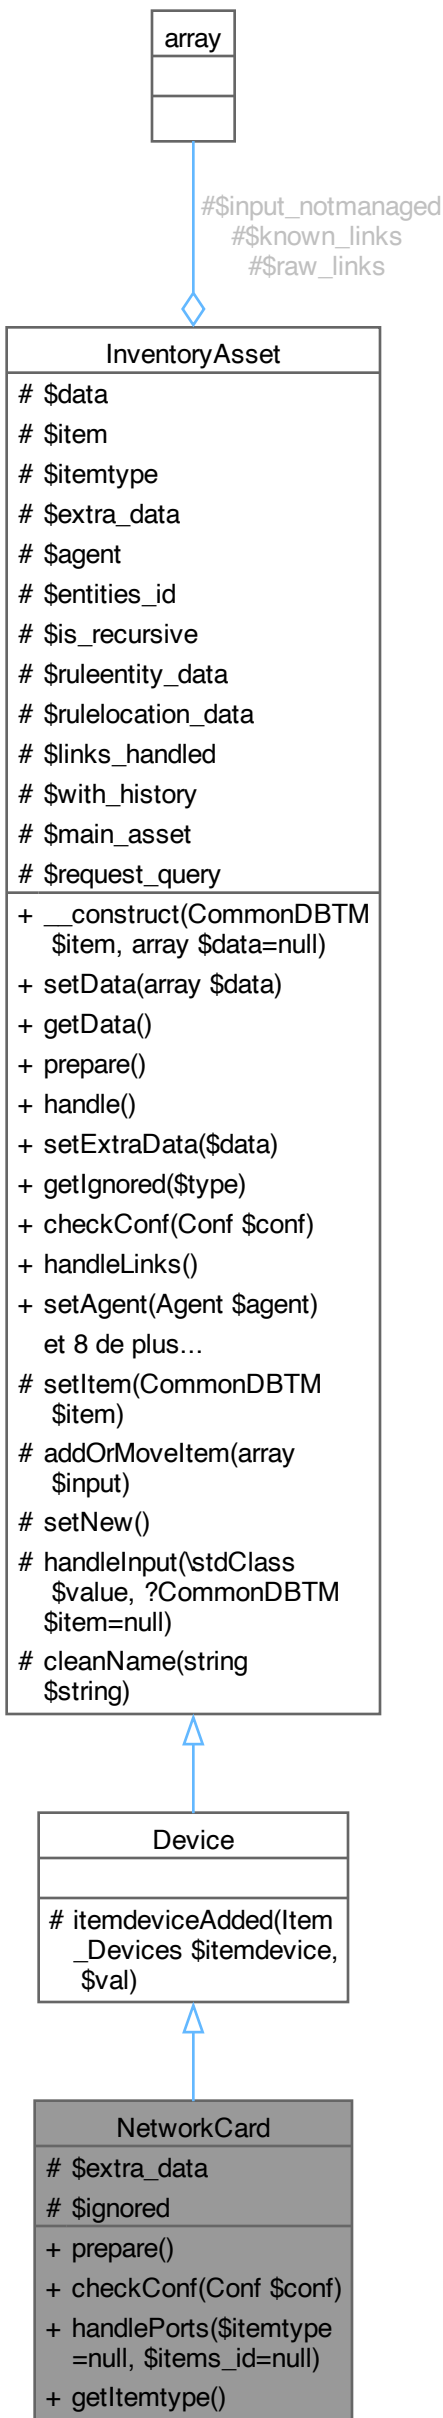 array
#$input_notmanaged
#$known_links
#$raw_links
InventoryAsset
# $data
# $item
# $itemtype
# $extra_data
# $agent
# $entities_id
# $is_recursive
# $ruleentity_data
# $rulelocation_data
# $links_handled
# $with_history
# $main_asset
# $request_query
+ __construct(CommonDBTM
$item, array $data=null)
+ setData(array $data)
+ getData()
+ prepare()
+ handle()
+ setExtraData($data)
+ getIgnored($type)
+ checkConf(Conf $conf)
+ handleLinks()
+ setAgent(Agent $agent)
et 8 de plus...
# setItem(CommonDBTM
$item)
# addOrMoveItem(array
$input)
# setNew()
# handleInput(\stdClass
$value, ?CommonDBTM
$item=null)
# cleanName(string
$string)
Device
# itemdeviceAdded(Item
_Devices $itemdevice,
$val)
NetworkCard
# $extra_data
# $ignored
+ prepare()
+ checkConf(Conf $conf)
+ handlePorts($itemtype
=null, $items_id=null)
+ getItemtype()